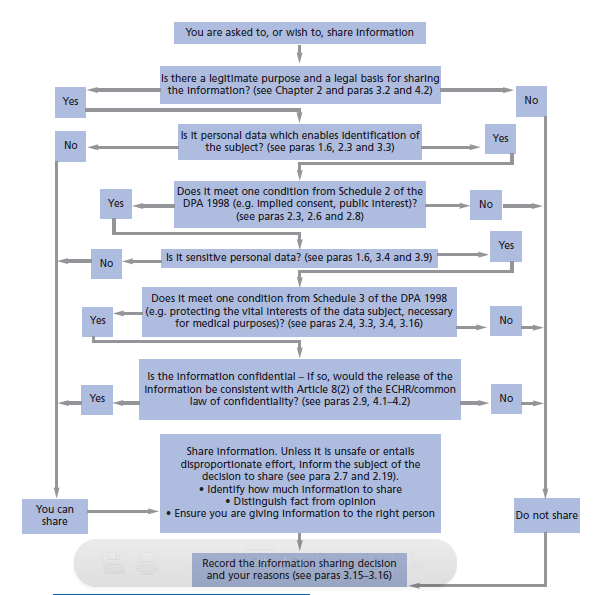 You are asked to, or wish to, share information
Is there a legitimate purpose and a legal basis for sharing
the information? (see Chapter 2 and paras 3.2 and 4.2)
Yes
No
Is it personal data which enables identification of
the subject? (see paras 1.6, 2.3 and 3.3)
No
Yes
Does it meet one condition from Schedule 2 of the
DPA 1998 (e.g. implied consent, public interest)?
(see paras 2.3, 2.6 and 2.8)
Yes
No
Is it sensitive personal data? (see paras 1.6, 3.4 and 3.9)
No
Yes
Does it meet one condition from Schedule 3 of the DPA 1998
(e.g. protecting the vital interests of the data subject, necessary
for medical purposes)? (see paras 2.4, 3.3, 3.4, 3.16)
Yes
No
Is the information confidential – if so, would the release of the
information be consistent with Article 8(2) of the ECHR/common
law of confidentiality? (see paras 2.9, 4.1–4.2)
Yes
No
Share information. Unless it is unsafe or entails
disproportionate effort, inform the subject of the
decision to share (see para 2.7 and 2.19).
• Identify how much information to share
• Distinguish fact from opinion
• Ensure you are giving information to the right person
You can
share
Do not share
Record the information sharing decision
and your reasons (see paras 3.15–3.16)